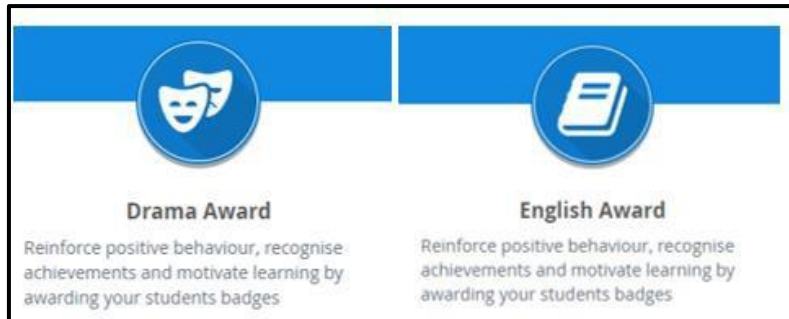 Drama Award
Reinforce positive behaviour, recognise
achievements and motivate learning by
awarding your students badges
English Award
Reinforce positive behaviour, recognise
achievements and motivate learning by
awarding your students badges